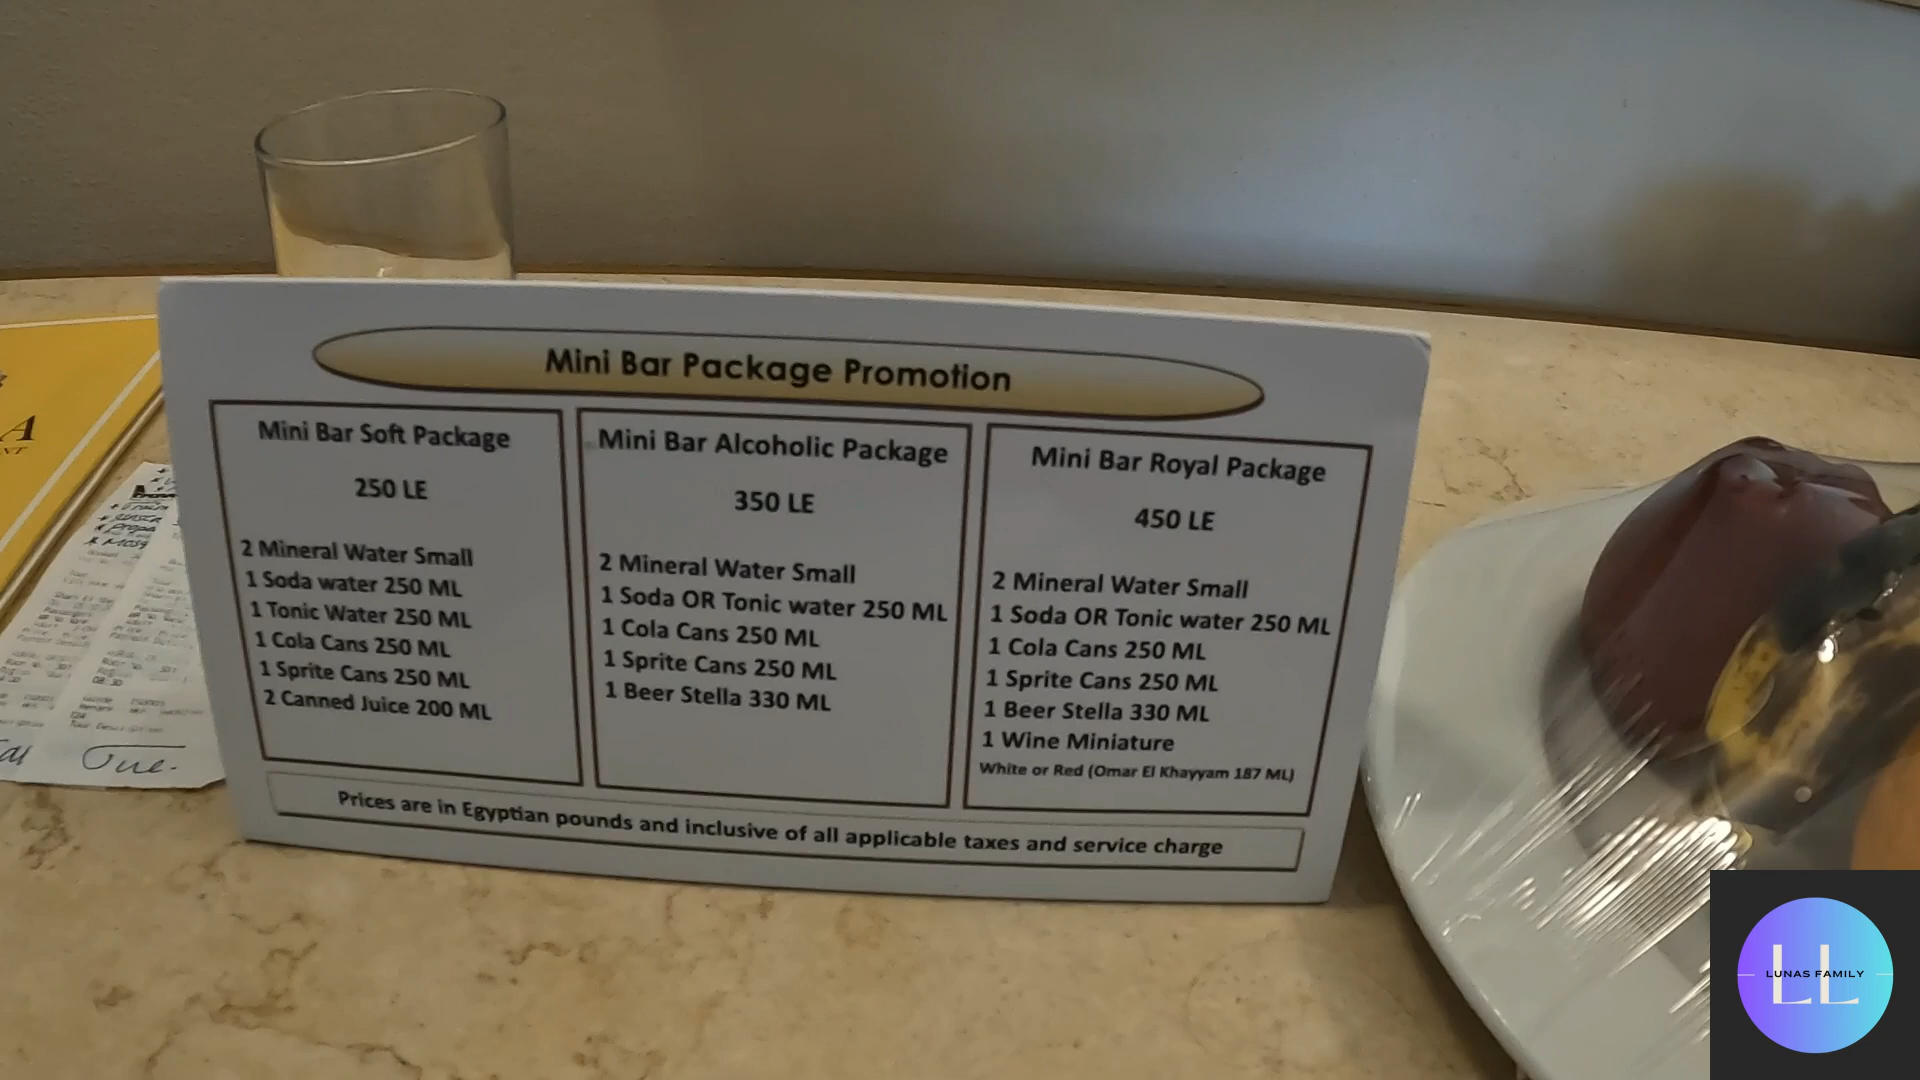 Mini Bar Package Promotion
Mini Bar Soft Package
250 LE
2 Mineral Water Small
1 Soda water 250 ML
1 Tonic Water 250 ML
1 Cola Cans 250 ML
1 Sprite Cans 250 ML
2 Canned Juice 200 ML
Mini Bar Alcoholic Package
350 LE
2 Mineral Water Small
1 Soda OR Tonic water 250 ML
1 Cola Cans 250 ML
1 Sprite Cans 250 ML
1 Beer Stella 330 ML
Mini Bar Royal Package
450 LE
2 Mineral Water Small
1 Soda OR Tonic water 250 ML
1 Cola Cans 250 ML
1 Sprite Cans 250 ML
1 Beer Stella 330 ML
1 Wine Miniature
White or Red (Omar El Khayyam 187 ML)
Prices are in Egyptian pounds and inclusive of all applicable taxes and service charge
A
Tue.
LL
LUNAS FAMILY